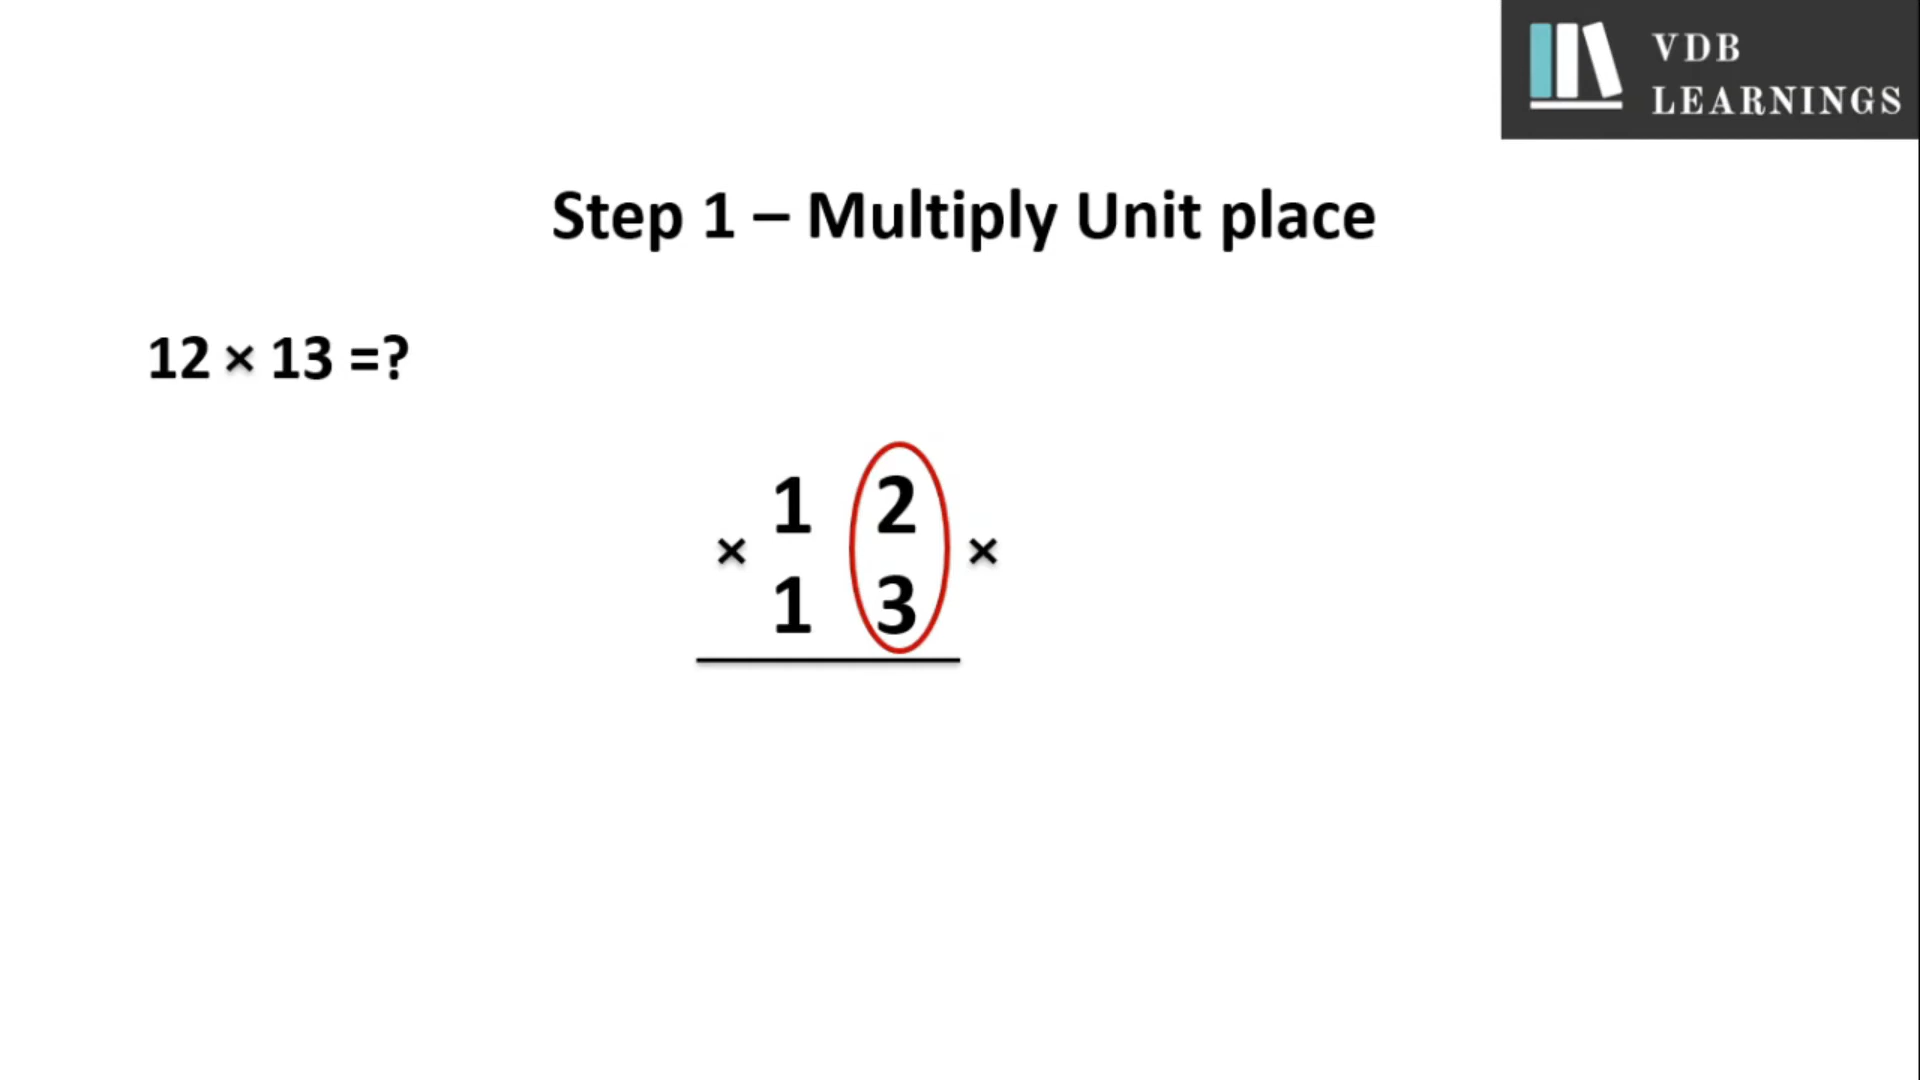 VDB
LEARNINGS
Step 1 – Multiply Unit place
12 × 13 =?
1 2
× ×
1 3